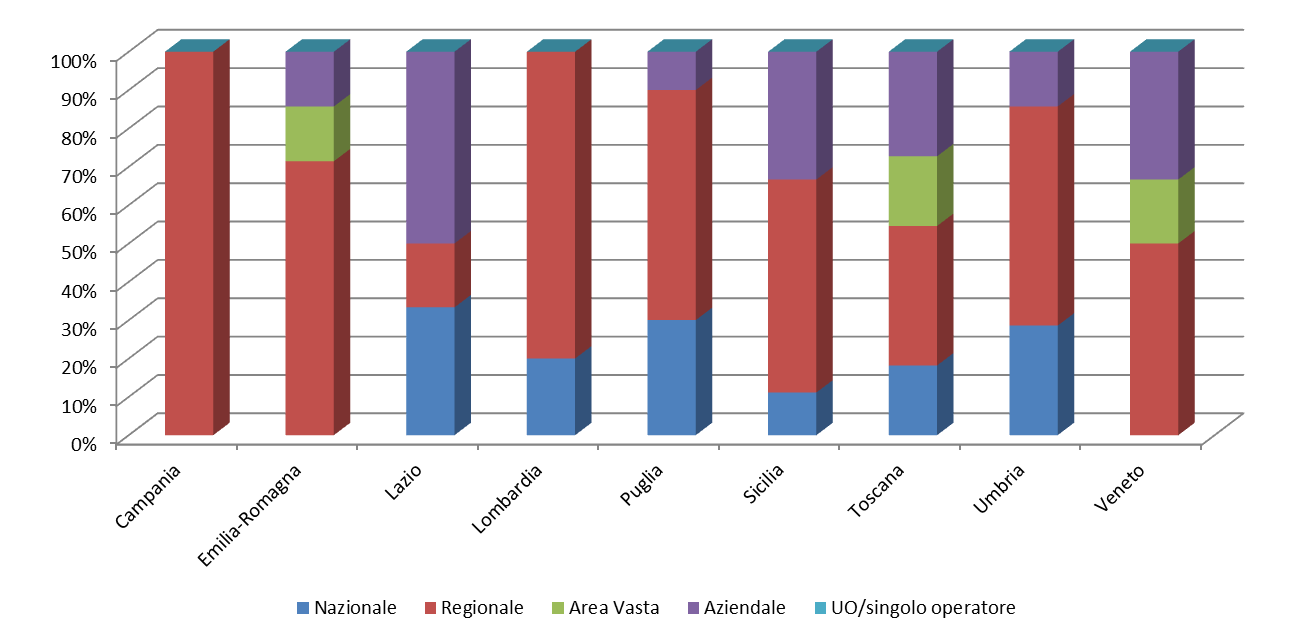 100%
90%
80%
70%
60%
50%
40%
30%
20%
10%
0%
Campania
Emilia-Romagna
Lazio
Lombardia
Puglia
Sicilia
Toscana
Umbria
Veneto
Nazionale Regionale Area Vasta Aziendale UO/singolo operatore